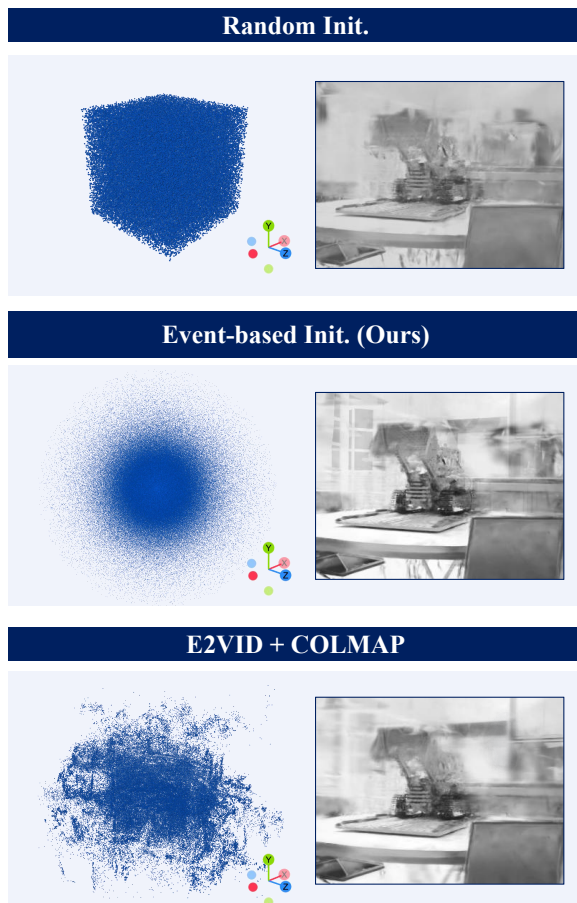 Random Init.
Y
X
Z
Event-based Init. (Ours)
Y
X
Z
E2VID + COLMAP
Y
X
Z